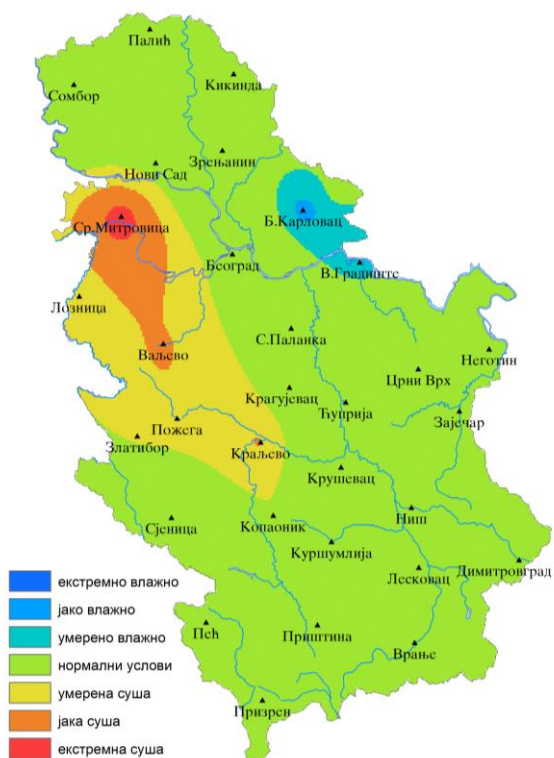 Палић
Сомбор
Кикинда
Зрењанин
Нови Сад
Ср.Митровица
Б.Карловац
Београд
В.Градиште
Лозница
С.Паланка
Ваљево
Неготин
Црни Врх
Крагујевац
Ћуприја
Зајечар
Пожега
Златибор
Краљево
Крушевац
Сјеница
Копаоник
Ниш
Куршумлија
Лесковац
Димитровград
Пећ
Приштина
Врање
Призрен
екстремно влажно
јако влажно
умерено влажно
нормални услови
умерена суша
јака суша
екстремна суша